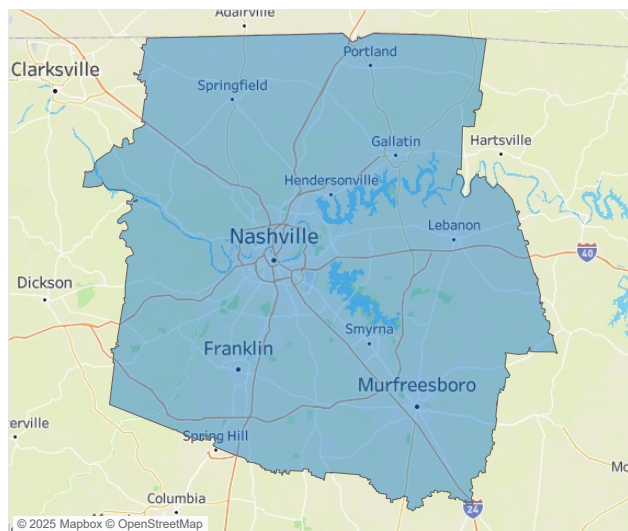 Adairville
Portland
Clarksville
Springfield
Gallatin
Hartsville
Hendersonville
Lebanon
Nashville
40
Dickson
Smyrna
Franklin
Murfreesboro
erville
Spring Hill
Mc
Columbia
24
© 2025 Mapbox © OpenStreetMap